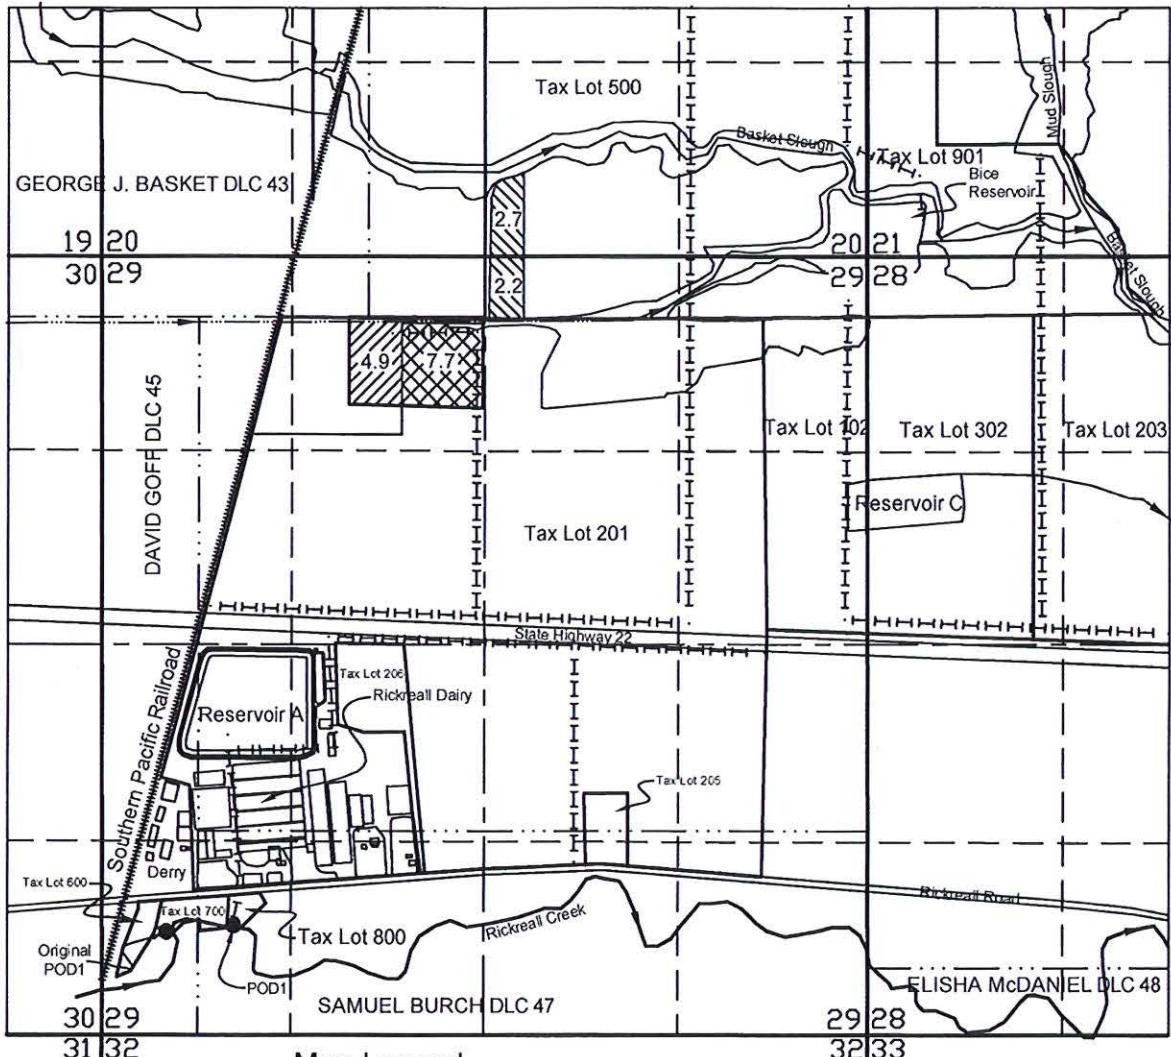 Tax Lot 500
Mud Slough
Basket Slough
Tax Lot 901
Bice
Reservoir
GEORGE J. BASKET DLC 43
2.7
19 20
20 21
30 29
2.2
29 28
Basket Slough
4.9
7.7
DAVID GOFF DLC 45
Tax Lot 102
Tax Lot 302
Tax Lot 203
Reservoir C
Tax Lot 201
State Highway 22
Southern Pacific Railroad
Tax Lot 206
Rickreall Dairy
Reservoir A
Tax Lot 205
Derry
Tax Lot 600
Rickreall Road
Tax Lot 700
Tax Lot 800
Rickreall Creek
Original
POD1
POD1
SAMUEL BURCH DLC 47
ELISHA McDANIEL DLC 48
30 29
29 28
31 32
32 33